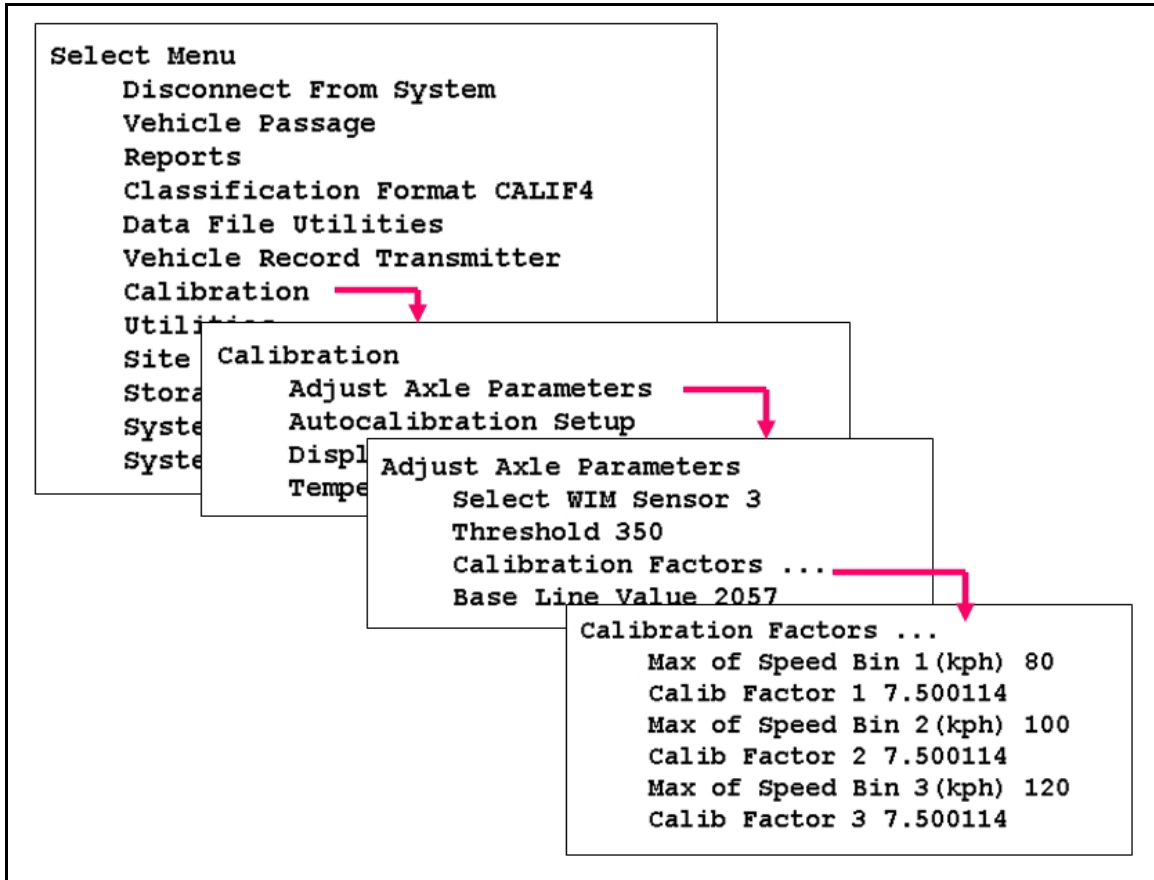 Select Menu
Disconnect From System
Vehicle Passage
Reports
Classification Format CALIF4
Data File Utilities
Vehicle Record Transmitter
Calibration
Site
Calibration
Adjust Axle Parameters
Autocalibration Setup
Adjust Axle Parameters
Select WIM Sensor 3
Threshold 350
Calibration Factors ...
Base Line Value 2057
Calibration Factors ...
Max of Speed Bin 1(kph) 80
Calib Factor 1 7.500114
Max of Speed Bin 2(kph) 100
Calib Factor 2 7.500114
Max of Speed Bin 3(kph) 120
Calib Factor 3 7.500114